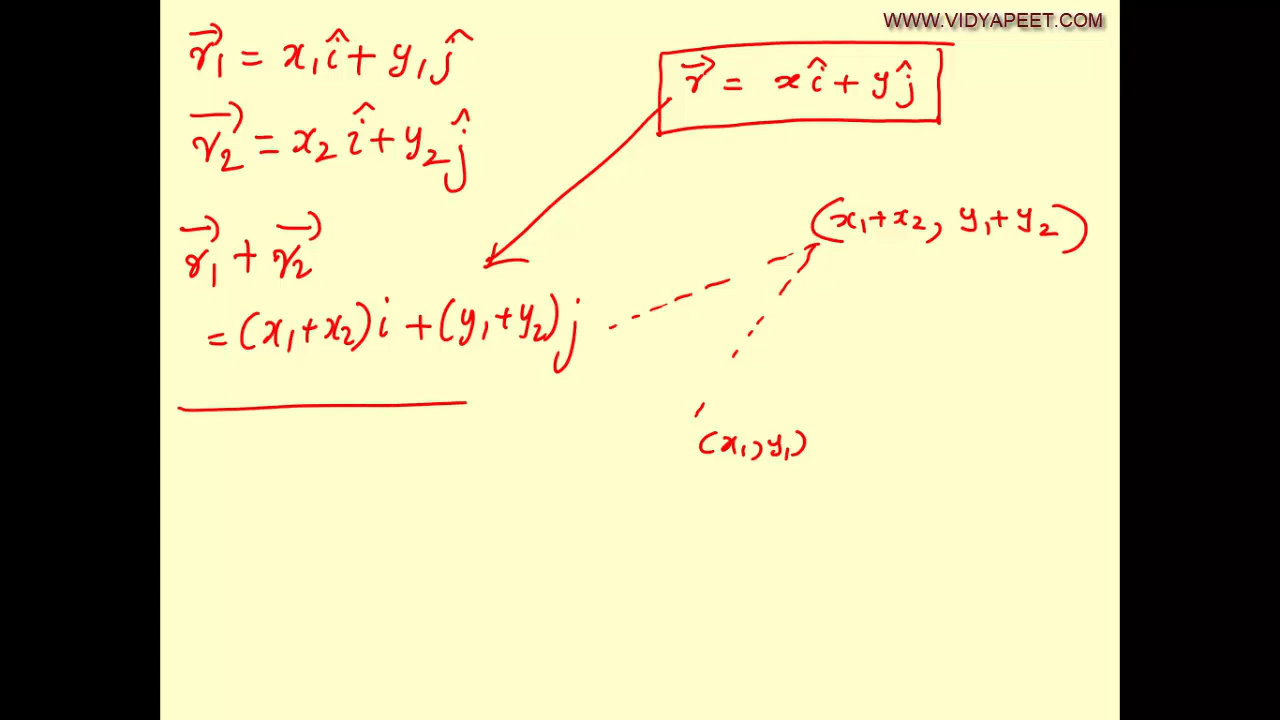 WWW.VIDYAPEET.COM
r⃗₁ = x₁î + y₁ĵ
r⃗ = xî + yĵ
r⃗₂ = x₂ î + y₂ĵ
(x₁+x₂, y₁+y₂)
r⃗₁ + r⃗₂
= (x₁+x₂)i + (y₁+y₂)j
(x₁, y₁)